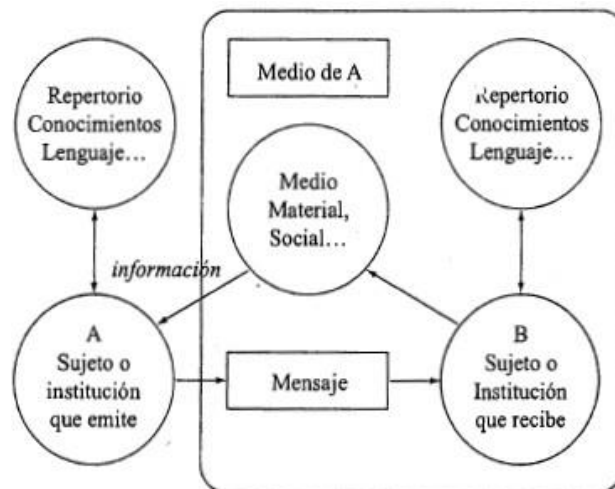 Medio de A
Repertorio
Conocimientos
Lenguaje...
Repertorio
Conocimientos
Lenguaje...
Medio
Material,
Social...
información
A
Sujeto o
institución
que emite
Mensaje
B
Sujeto o
Institución
que recibe